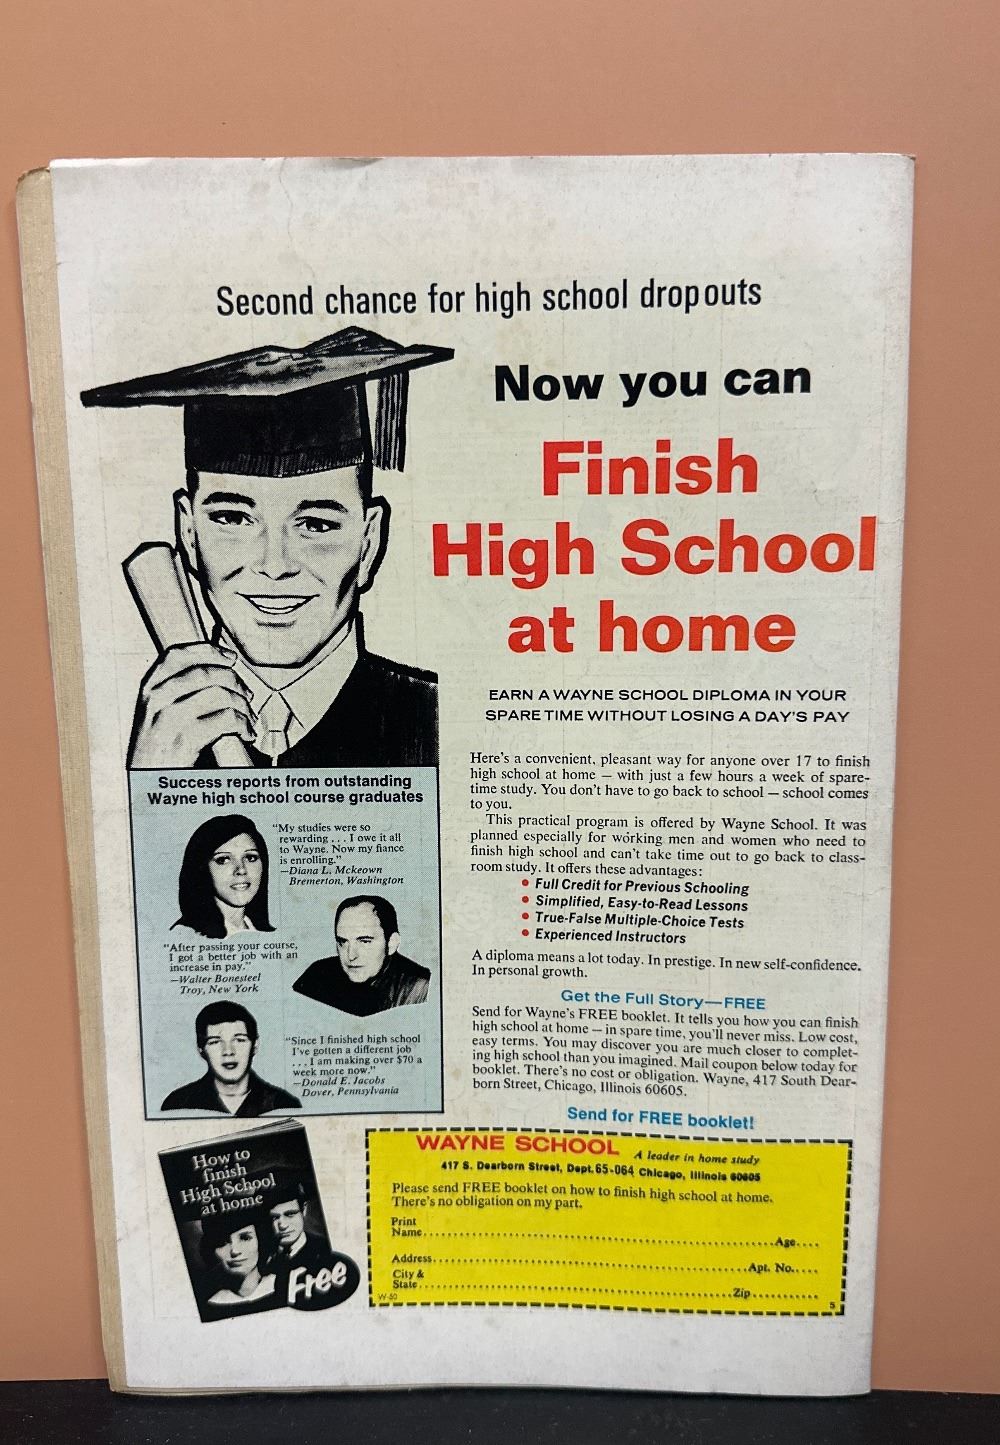 Second chance for high school dropouts
Now you can
Finish
High School
at home
EARN A WAYNE SCHOOL DIPLOMA IN YOUR
SPARE TIME WITHOUT LOSING A DAY'S PAY
Here's a convenient, pleasant way for anyone over 17 to finish
high school at home — with just a few hours a week of spare-
time study. You don't have to go back to school — school comes
to you.
This practical program is offered by Wayne School. It was
planned especially for working men and women who need to
finish high school and can't take time out to go back to class-
room study. It offers these advantages:
• Full Credit for Previous Schooling
• Simplified, Easy-to-Read Lessons
• True-False Multiple-Choice Tests
• Experienced Instructors
A diploma means a lot today. In prestige. In new self-confidence.
In personal growth.
Get the Full Story—FREE
Send for Wayne's FREE booklet. It tells you how you can finish
high school at home — in spare time, you'll never miss. Low cost,
easy terms. You may discover you are much closer to complet-
ing high school than you imagined. Mail coupon below today for
booklet. There's no cost or obligation. Wayne, 417 South Dear-
born Street, Chicago, Illinois 60605.
Send for FREE booklet!
Success reports from outstanding
Wayne high school course graduates
"My studies were so
rewarding . . . I owe it all
to Wayne. Now my fiance
is enrolling."
—Diana L. Mckeown
Bremerton, Washington
"After passing your course,
I got a better job with an
increase in pay."
—Walter Bonesteel
Troy, New York
"Since I finished high school
I've gotten a different job
. . . I am making over $70 a
week more now."
—Donald E. Jacobs
Dover, Pennsylvania
How to
finish
High School
at home
Free
WAYNE SCHOOL A leader in home study
417 S. Dearborn Street, Dept. 65-064 Chicago, Illinois 60605
Please send FREE booklet on how to finish high school at home.
There's no obligation on my part.
Print
Name..........Age....
Address..........Apt. No.....
City &
State..........Zip..........
W-50
5